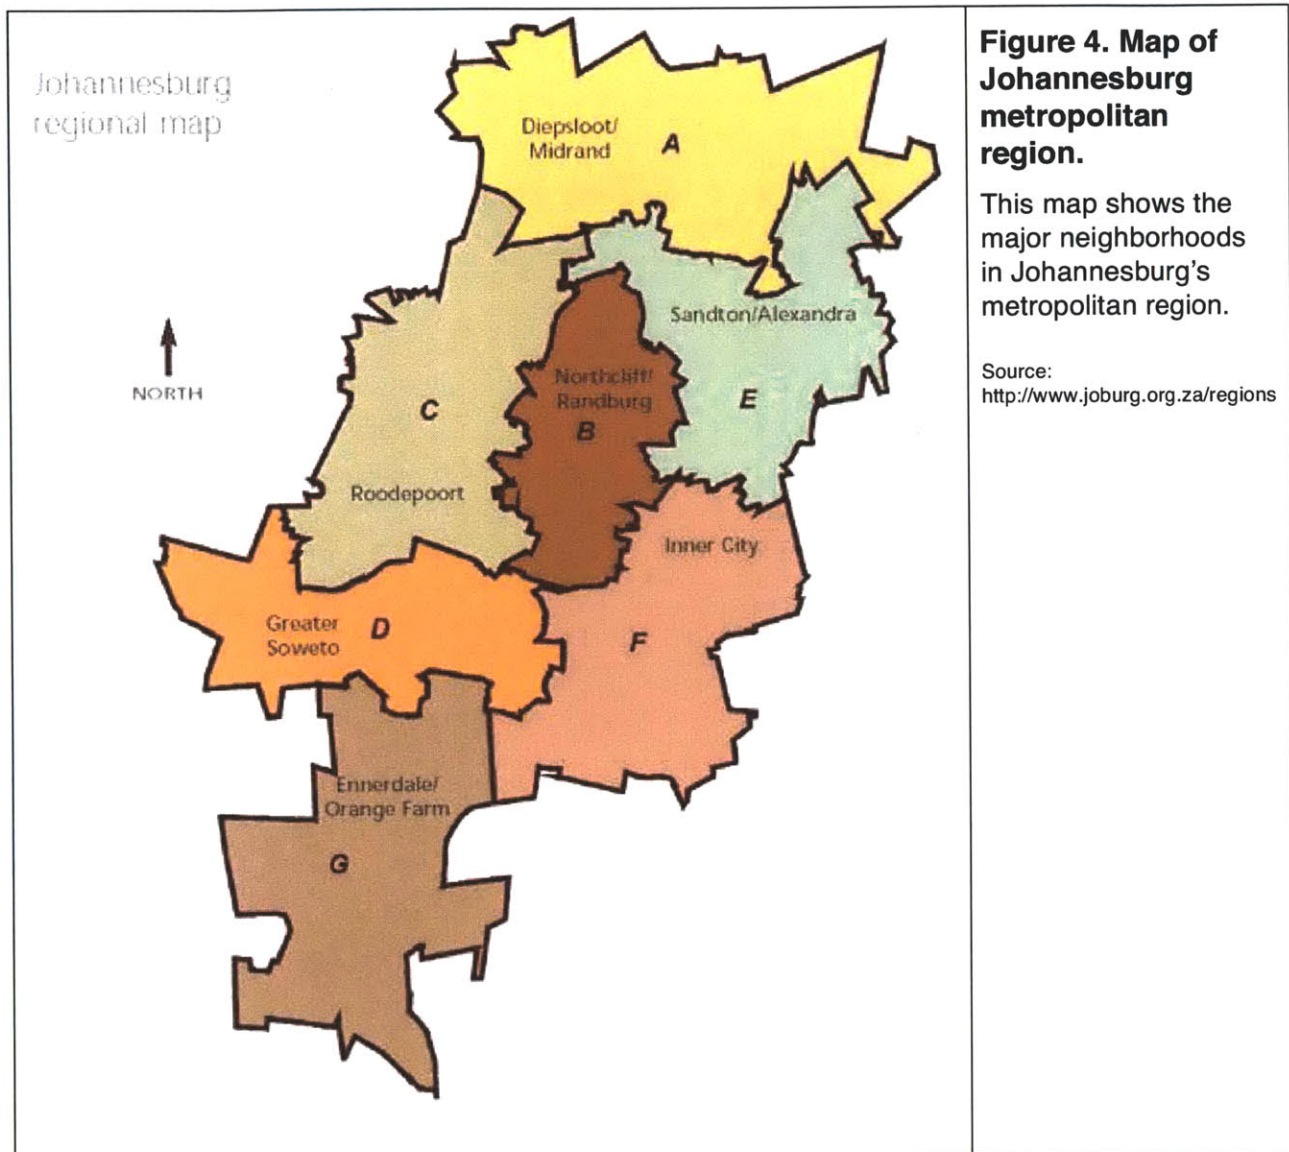 Johannesburg
regional map
NORTH
Diepsloot/
Midrand
A
Sandton/Alexandra
E
Northcliff/
Randburg
B
C
Roodepoort
Inner City
F
Greater
Soweto
D
Ennerdale/
Orange Farm
G
Figure 4. Map of
Johannesburg
metropolitan
region.
This map shows the
major neighborhoods
in Johannesburg's
metropolitan region.
Source:
http://www.joburg.org.za/regions